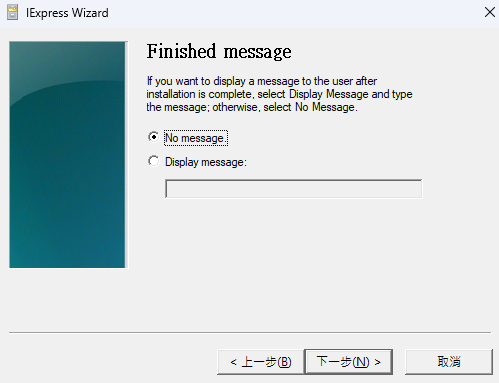 IExpress Wizard
Finished message
If you want to display a message to the user after
installation is complete, select Display Message and type
the message; otherwise, select No Message.
No message.
Display message:
< 上一步(B) 下一步(N) > 取消